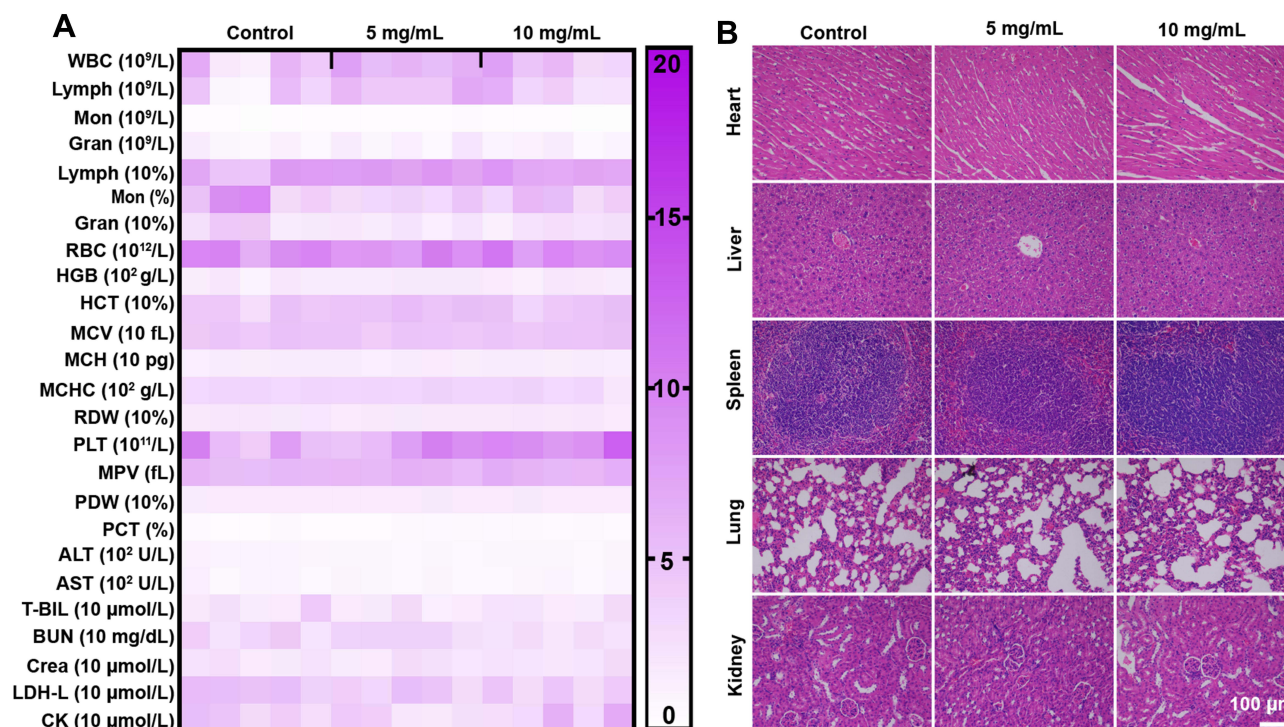 A
Control 5 mg/mL 10 mg/mL
WBC (10⁹/L)
Lymph (10⁹/L)
Mon (10⁹/L)
Gran (10⁹/L)
Lymph (10%)
Mon (%)
Gran (10%)
RBC (10¹²/L)
HGB (10² g/L)
HCT (10%)
MCV (10 fL)
MCH (10 pg)
MCHC (10² g/L)
RDW (10%)
PLT (10¹¹/L)
MPV (fL)
PDW (10%)
PCT (%)
ALT (10² U/L)
AST (10² U/L)
T-BIL (10 µmol/L)
BUN (10 mg/dL)
Crea (10 µmol/L)
LDH-L (10 µmol/L)
CK (10 µmol/L)
20
15
10
5
0
B
Control 5 mg/mL 10 mg/mL
Heart
Liver
Spleen
Lung
Kidney
100 µ